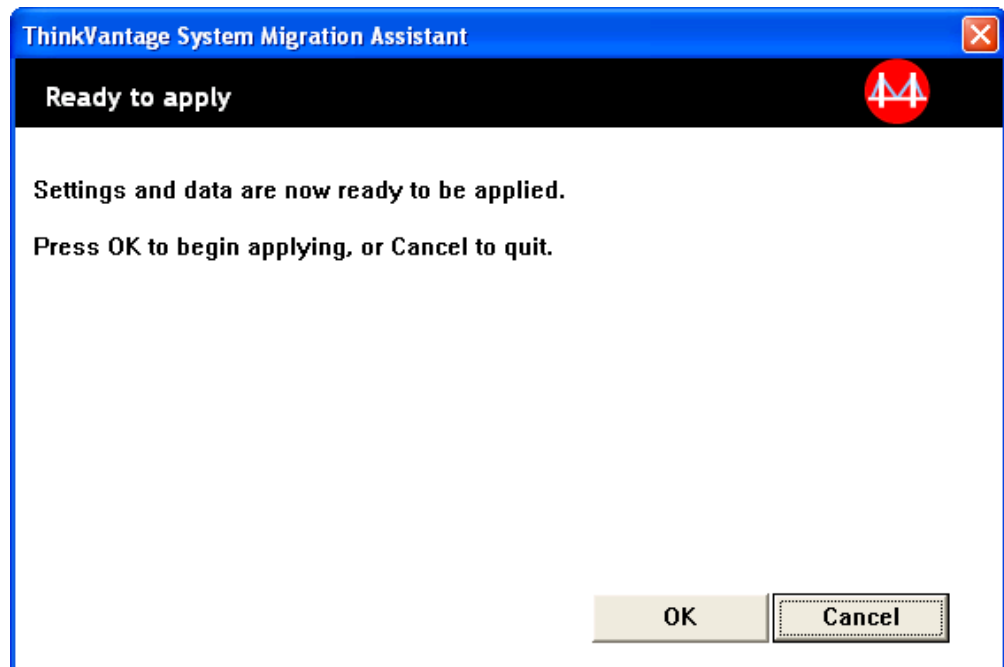 ThinkVantage System Migration Assistant
Ready to apply
Settings and data are now ready to be applied.
Press OK to begin applying, or Cancel to quit.
OK Cancel